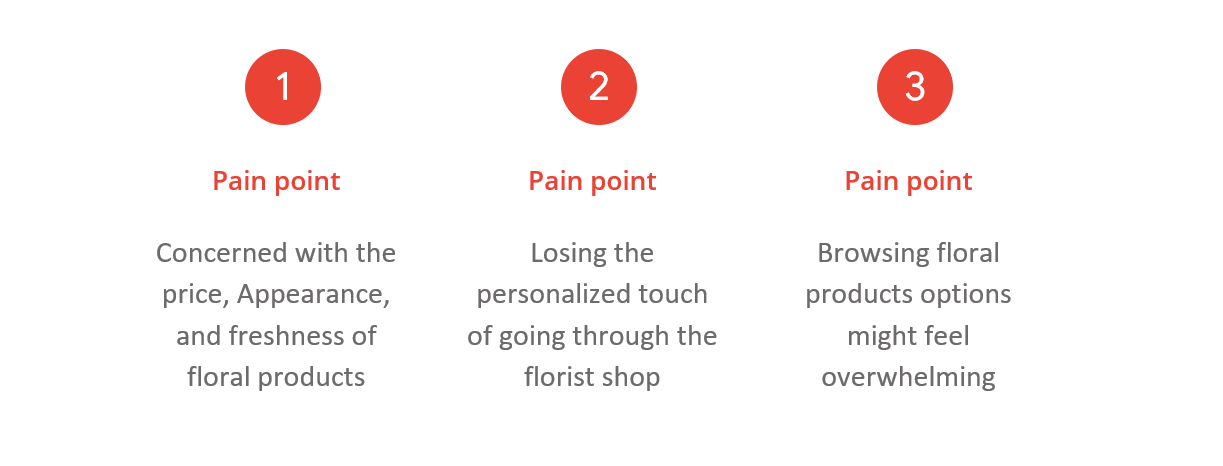 1
Pain point
Concerned with the
price, Appearance,
and freshness of
floral products
2
Pain point
Losing the
personalized touch
of going through the
florist shop
3
Pain point
Browsing floral
products options
might feel
overwhelming